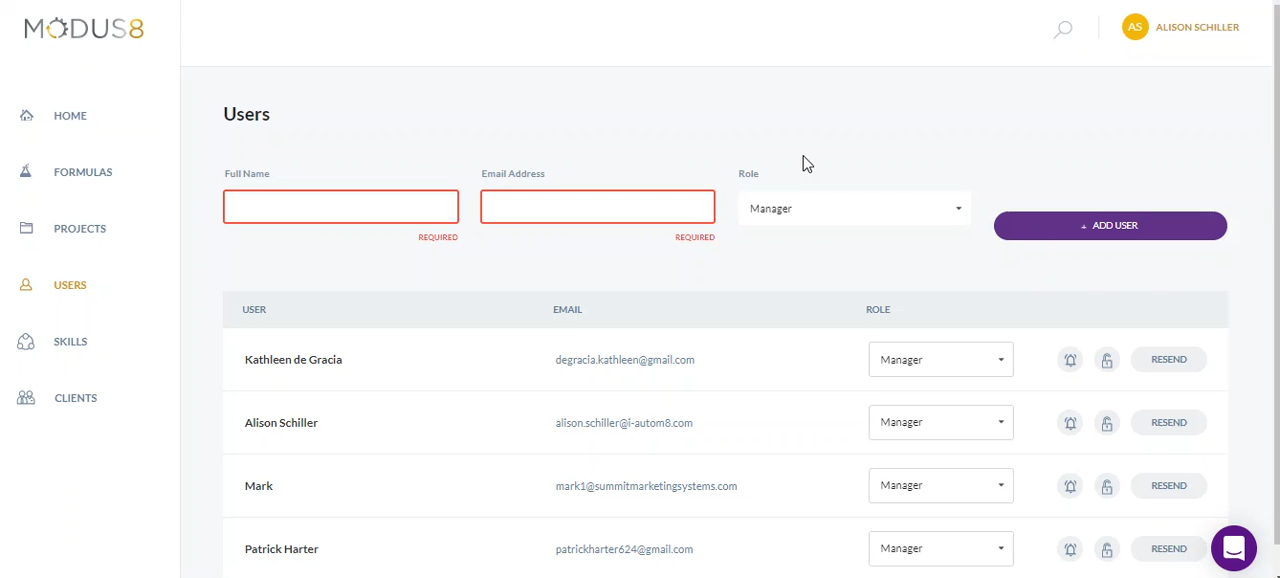 MODUS8
AS ALISON SCHILLER
HOME
FORMULAS
PROJECTS
USERS
SKILLS
CLIENTS
Users
Full Name Email Address Role
Manager
REQUIRED REQUIRED
+ ADD USER
USER EMAIL ROLE
Kathleen de Gracia degracia.kathleen@gmail.com Manager RESEND
Alison Schiller alison.schiller@i-autom8.com Manager RESEND
Mark mark1@summitmarketingsystems.com Manager RESEND
Patrick Harter patrickharter624@gmail.com Manager RESEND